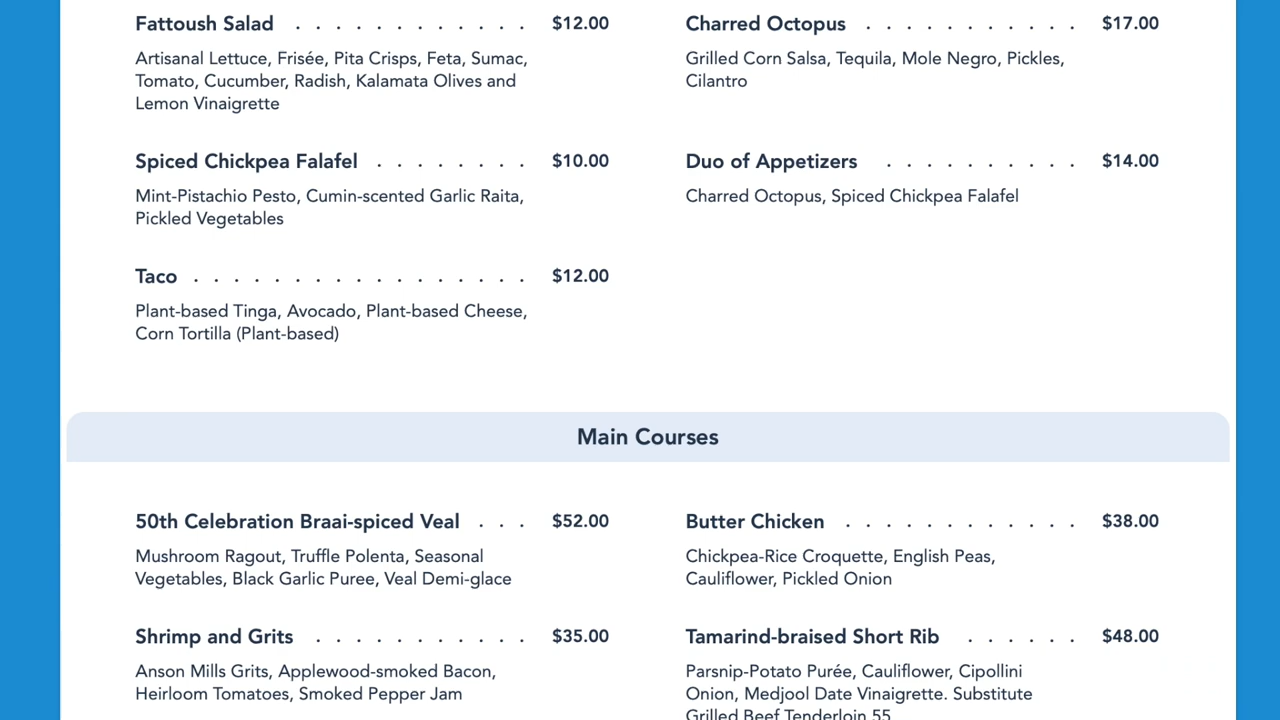 Fattoush Salad . . . . . . . . . . . . $12.00
Artisanal Lettuce, Frisée, Pita Crisps, Feta, Sumac,
Tomato, Cucumber, Radish, Kalamata Olives and
Lemon Vinaigrette
Charred Octopus . . . . . . . . . . . $17.00
Grilled Corn Salsa, Tequila, Mole Negro, Pickles,
Cilantro
Spiced Chickpea Falafel . . . . . . . . $10.00
Mint-Pistachio Pesto, Cumin-scented Garlic Raita,
Pickled Vegetables
Duo of Appetizers . . . . . . . . . . $14.00
Charred Octopus, Spiced Chickpea Falafel
Taco . . . . . . . . . . . . . . . . . $12.00
Plant-based Tinga, Avocado, Plant-based Cheese,
Corn Tortilla (Plant-based)
Main Courses
50th Celebration Braai-spiced Veal . . . $52.00
Mushroom Ragout, Truffle Polenta, Seasonal
Vegetables, Black Garlic Puree, Veal Demi-glace
Butter Chicken . . . . . . . . . . . . $38.00
Chickpea-Rice Croquette, English Peas,
Cauliflower, Pickled Onion
Shrimp and Grits . . . . . . . . . . . $35.00
Anson Mills Grits, Applewood-smoked Bacon,
Heirloom Tomatoes, Smoked Pepper Jam
Tamarind-braised Short Rib . . . . . . $48.00
Parsnip-Potato Purée, Cauliflower, Cipollini
Onion, Medjool Date Vinaigrette. Substitute
Grilled Beef Tenderloin 55